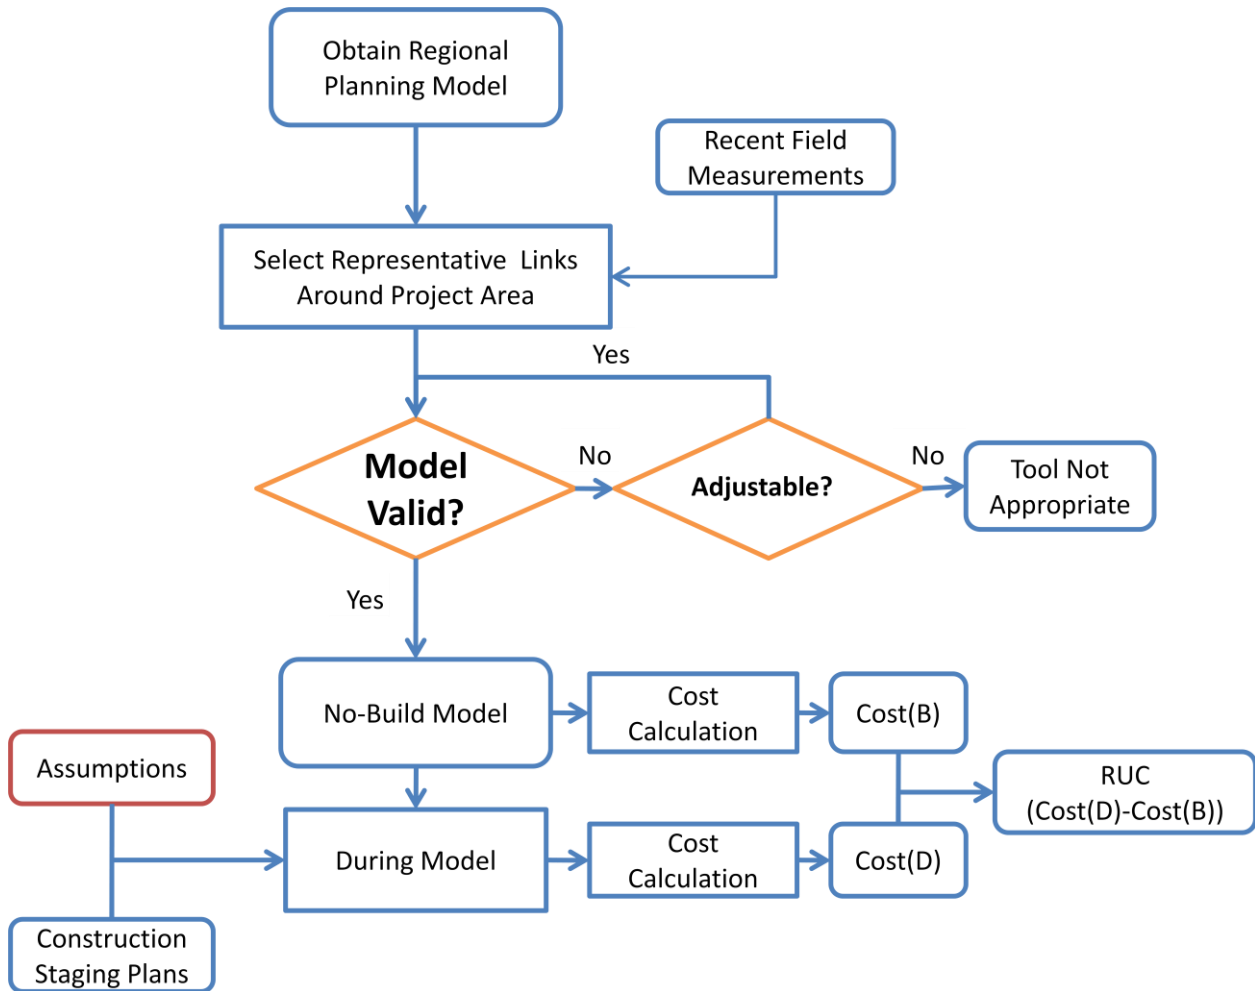 Obtain Regional
Planning Model
Recent Field
Measurements
Select Representative Links
Around Project Area
Yes
Model
Valid?
No
Adjustable?
No
Tool Not
Appropriate
Yes
No-Build Model
Cost
Calculation
Cost(B)
Assumptions
RUC
(Cost(D)-Cost(B))
During Model
Cost
Calculation
Cost(D)
Construction
Staging Plans